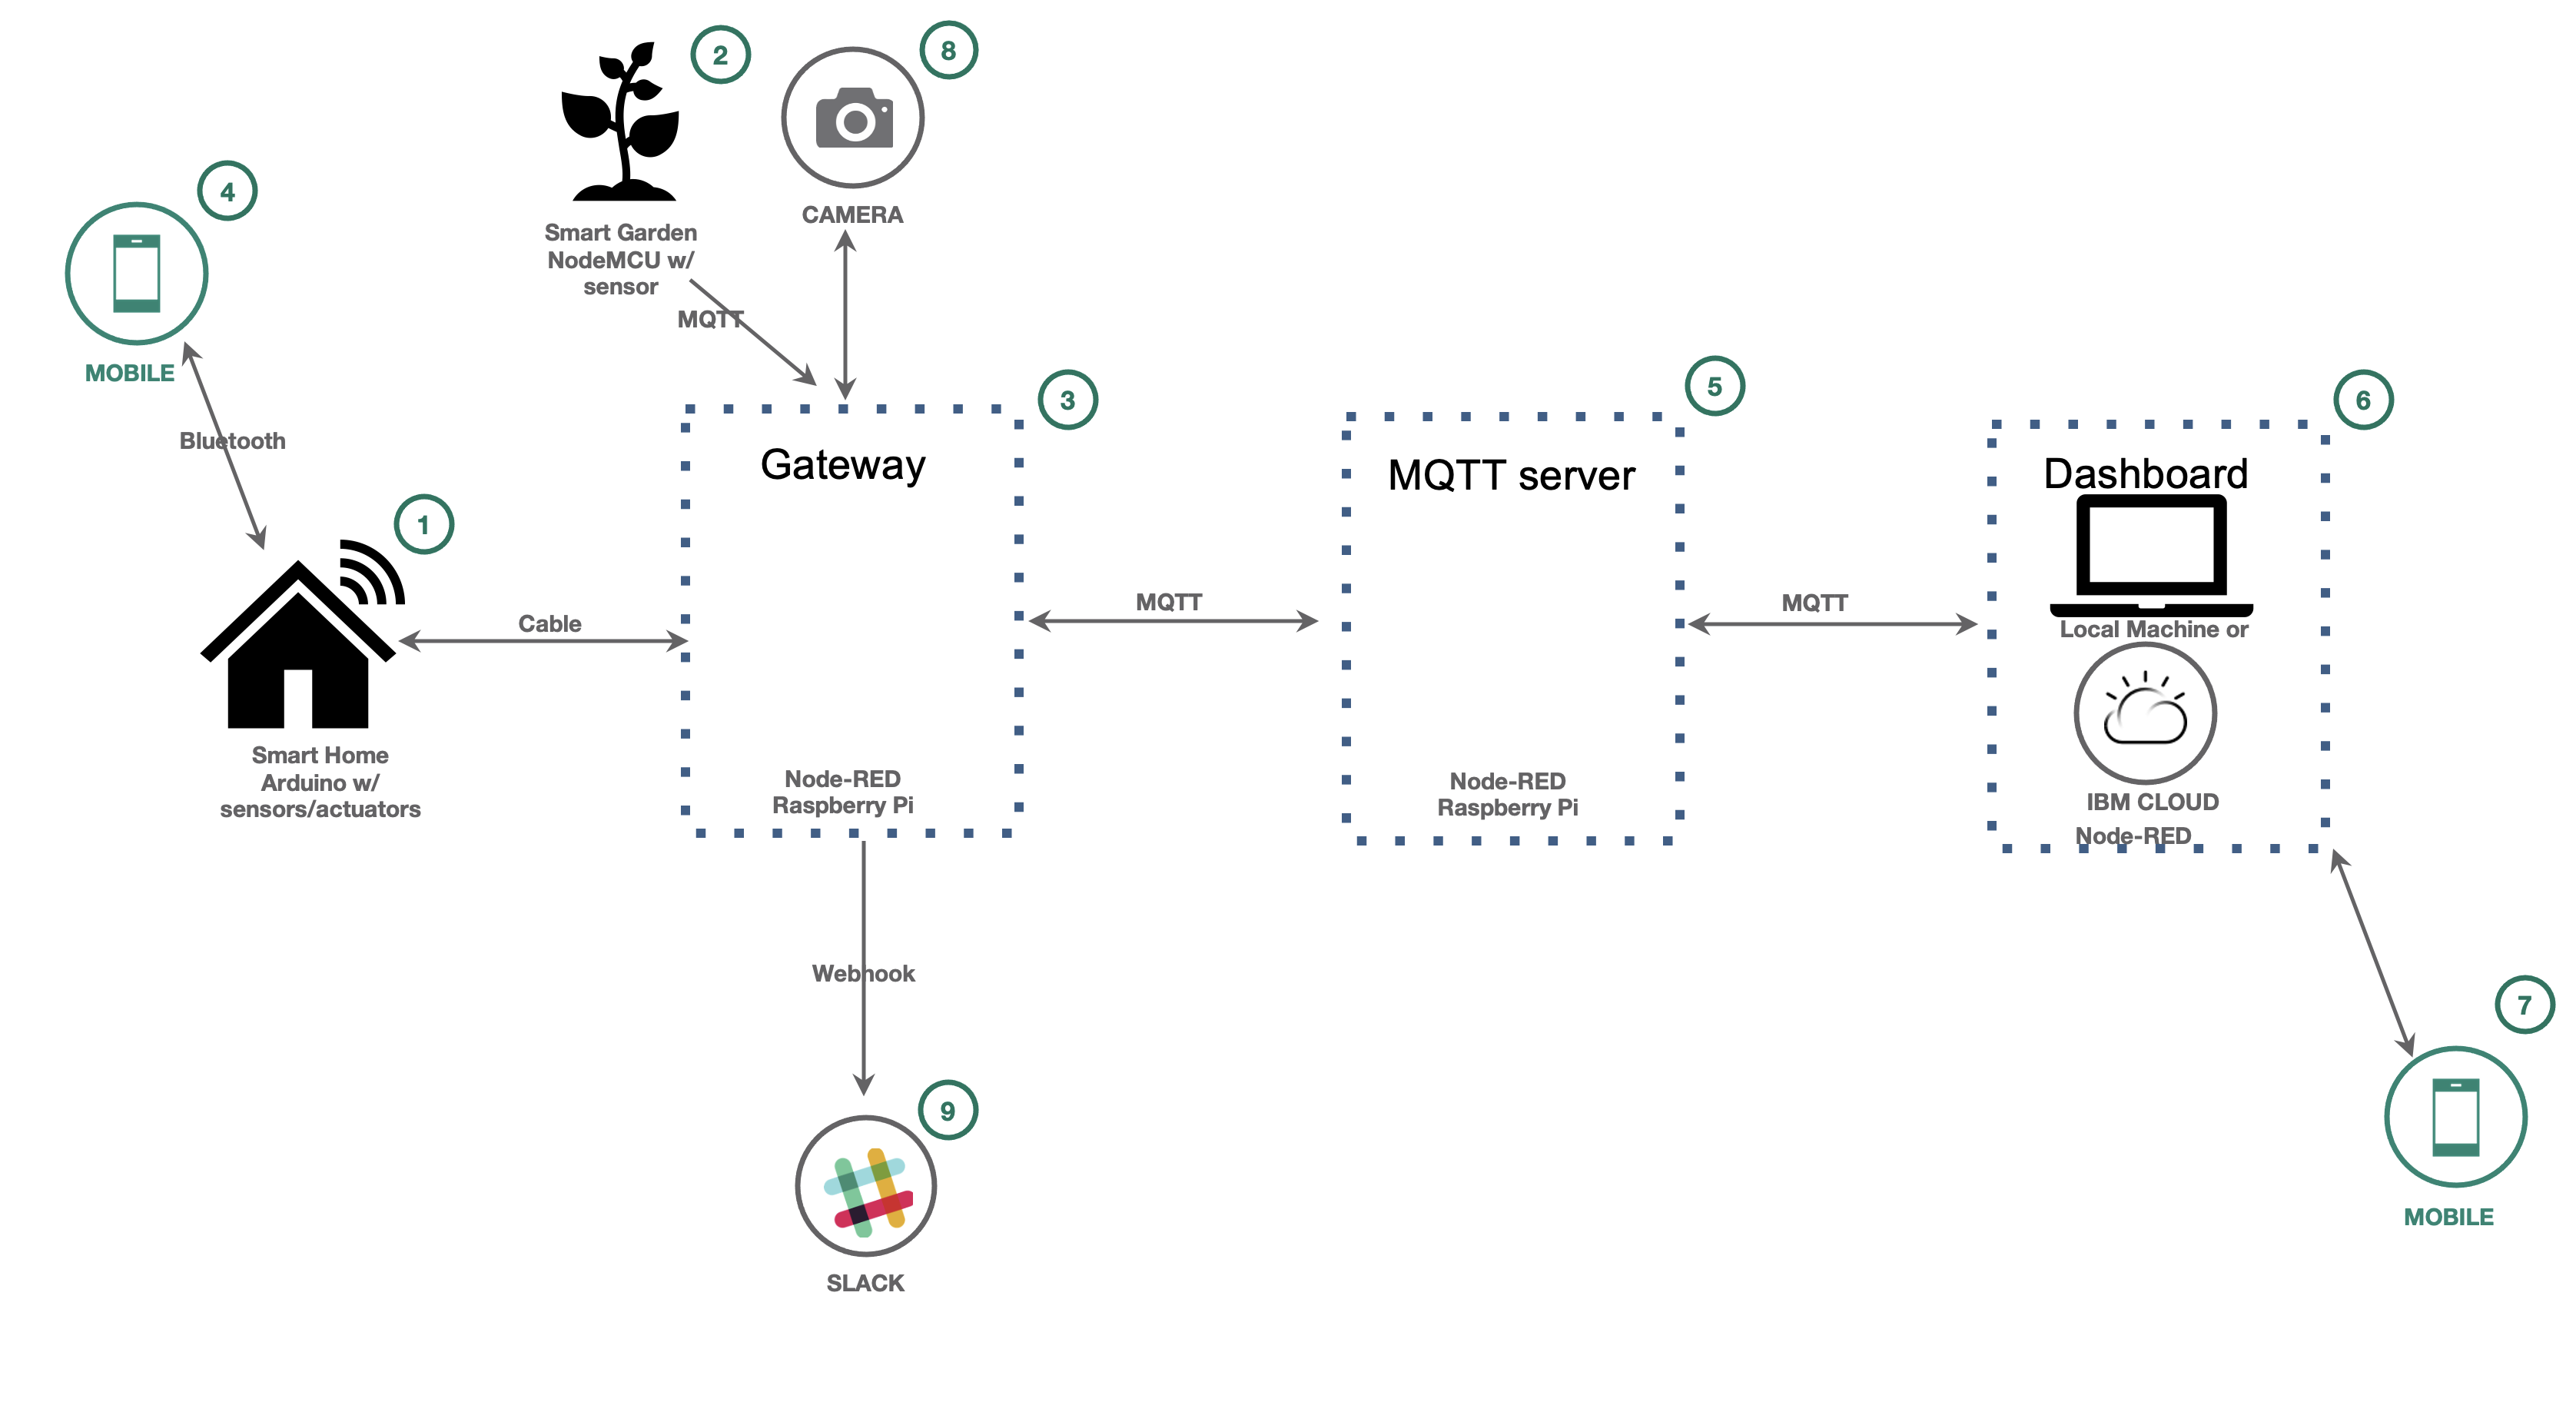 2
8
4
CAMERA
Smart Garden
NodeMCU w/
sensor
MQTT
MOBILE
Bluetooth
1
Smart Home
Arduino w/
sensors/actuators
Cable
3
Gateway
Node-RED
Raspberry Pi
MQTT
5
MQTT server
Node-RED
Raspberry Pi
MQTT
6
Dashboard
Local Machine or
IBM CLOUD
Node-RED
Webhook
9
SLACK
7
MOBILE